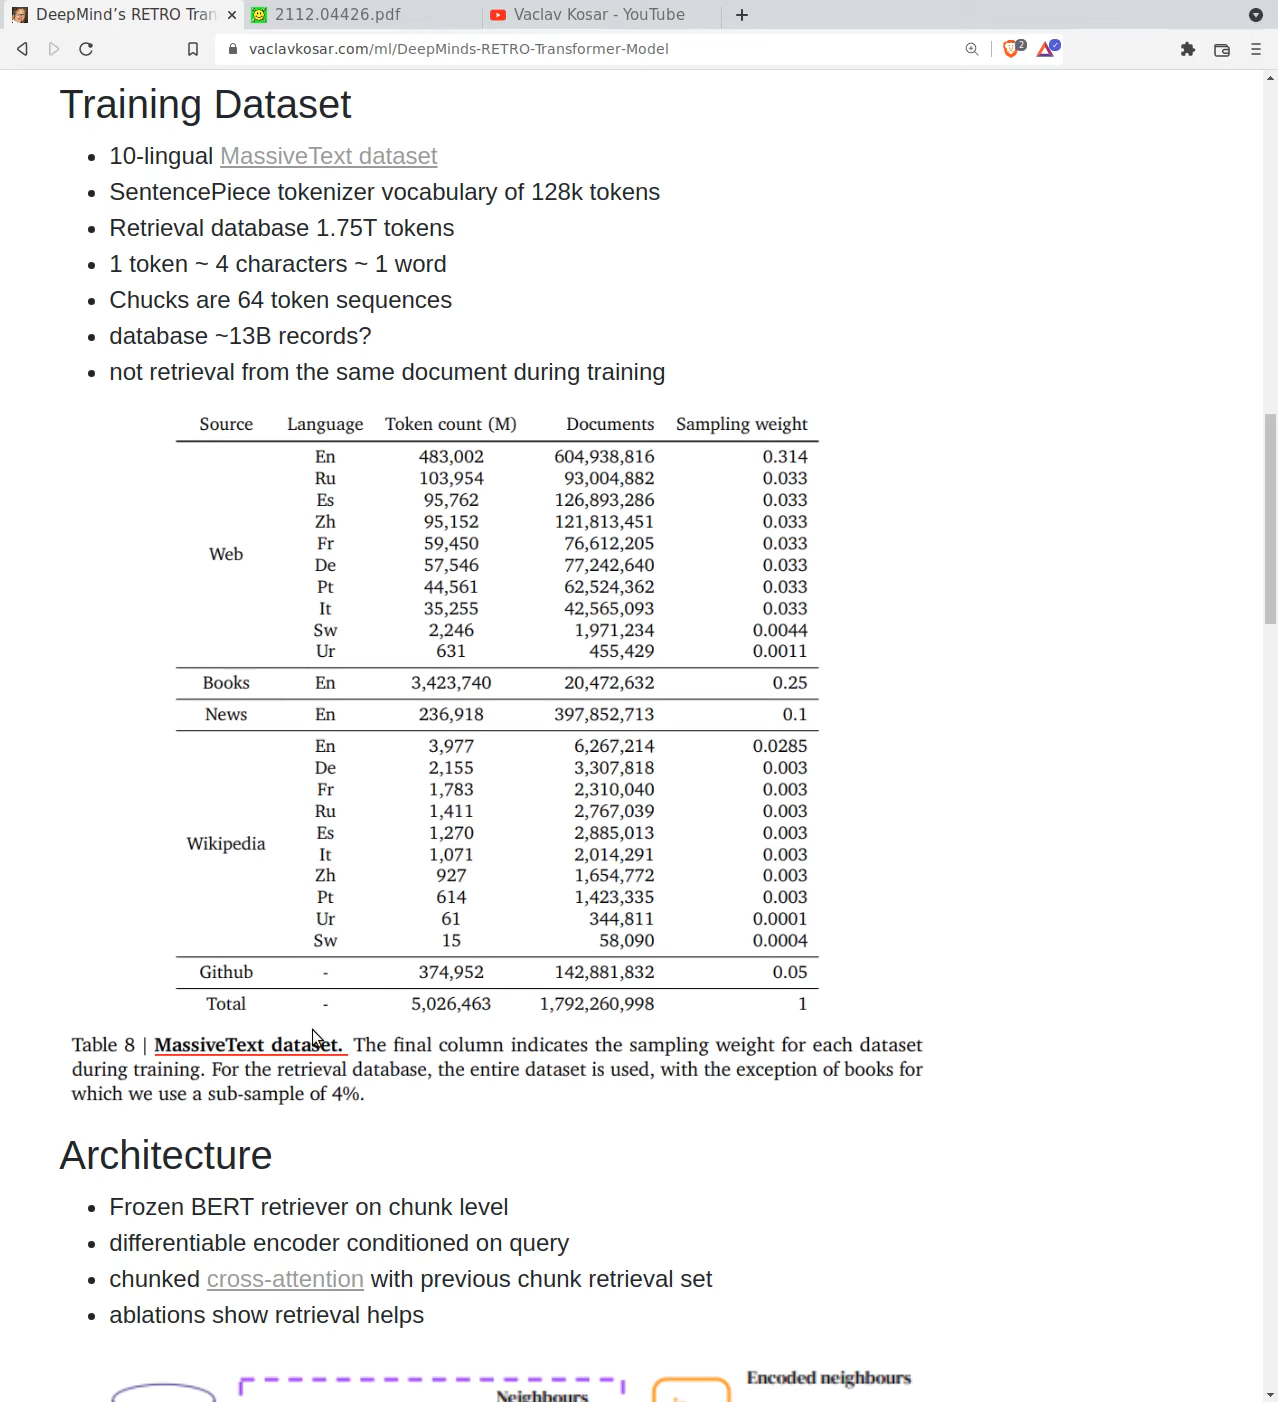 DeepMind's RETRO Tran
2112.04426.pdf
Vaclav Kosar - YouTube
vaclavkosar.com/ml/DeepMinds-RETRO-Transformer-Model
2
Training Dataset
10-lingual MassiveText dataset
SentencePiece tokenizer vocabulary of 128k tokens
Retrieval database 1.75T tokens
1 token ~ 4 characters ~ 1 word
Chucks are 64 token sequences
database ~13B records?
not retrieval from the same document during training
Source Language Token count (M) Documents Sampling weight
En 483,002 604,938,816 0.314
Ru 103,954 93,004,882 0.033
Es 95,762 126,893,286 0.033
Zh 95,152 121,813,451 0.033
Fr 59,450 76,612,205 0.033
Web
De 57,546 77,242,640 0.033
Pt 44,561 62,524,362 0.033
It 35,255 42,565,093 0.033
Sw 2,246 1,971,234 0.0044
Ur 631 455,429 0.0011
Books En 3,423,740 20,472,632 0.25
News En 236,918 397,852,713 0.1
En 3,977 6,267,214 0.0285
De 2,155 3,307,818 0.003
Fr 1,783 2,310,040 0.003
Ru 1,411 2,767,039 0.003
Es 1,270 2,885,013 0.003
Wikipedia
It 1,071 2,014,291 0.003
Zh 927 1,654,772 0.003
Pt 614 1,423,335 0.003
Ur 61 344,811 0.0001
Sw 15 58,090 0.0004
Github - 374,952 142,881,832 0.05
Total - 5,026,463 1,792,260,998 1
Table 8 | MassiveText dataset. The final column indicates the sampling weight for each dataset
during training. For the retrieval database, the entire dataset is used, with the exception of books for
which we use a sub-sample of 4%.
Architecture
Frozen BERT retriever on chunk level
differentiable encoder conditioned on query
chunked cross-attention with previous chunk retrieval set
ablations show retrieval helps
Encoded neighbours
Neighbours